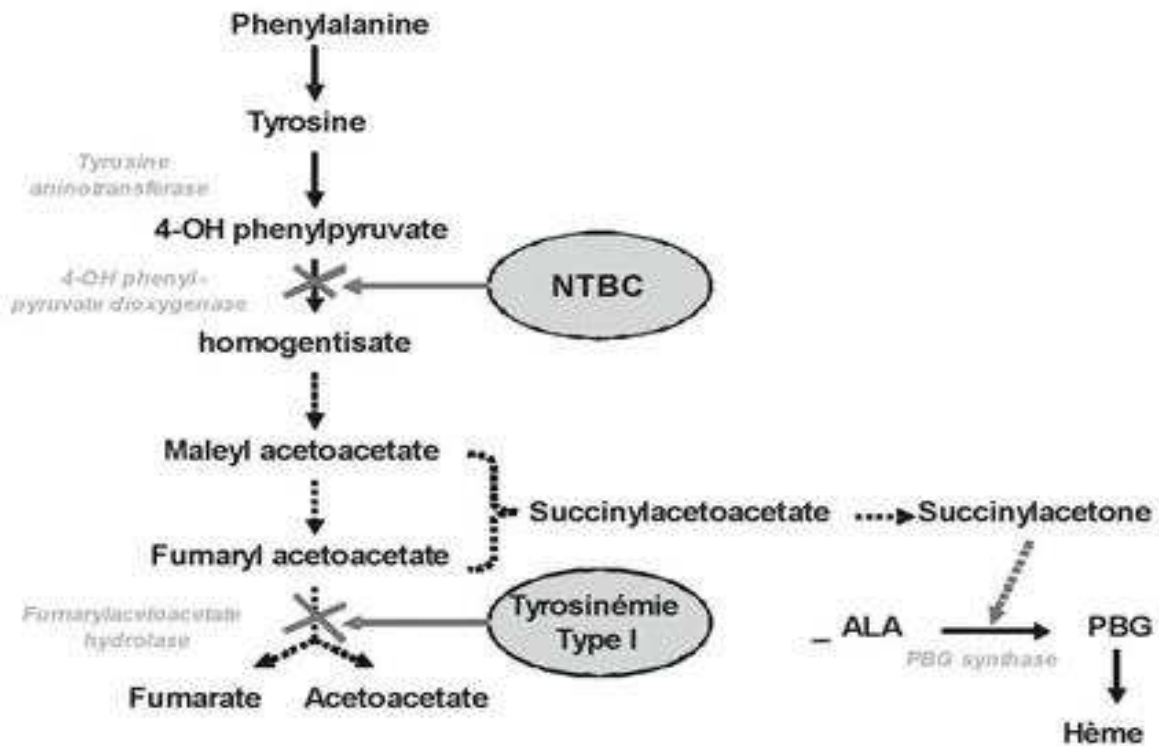 Phenylalanine
Tyrosine
Tyrosine
aninotransferase
4-OH phenylpyruvate
4-OH phenyl-
pyruvate dioxygenase
NTBC
homogentisate
Maleyl acetoacetate
Succinylacetoacetate
Succinylacetone
Fumaryl acetoacetate
Fumarylacetoacetate
hydrolase
Tyrosinémie
Type I
_ ALA
PBG
PBG synthase
Fumarate
Acetoacetate
Hème